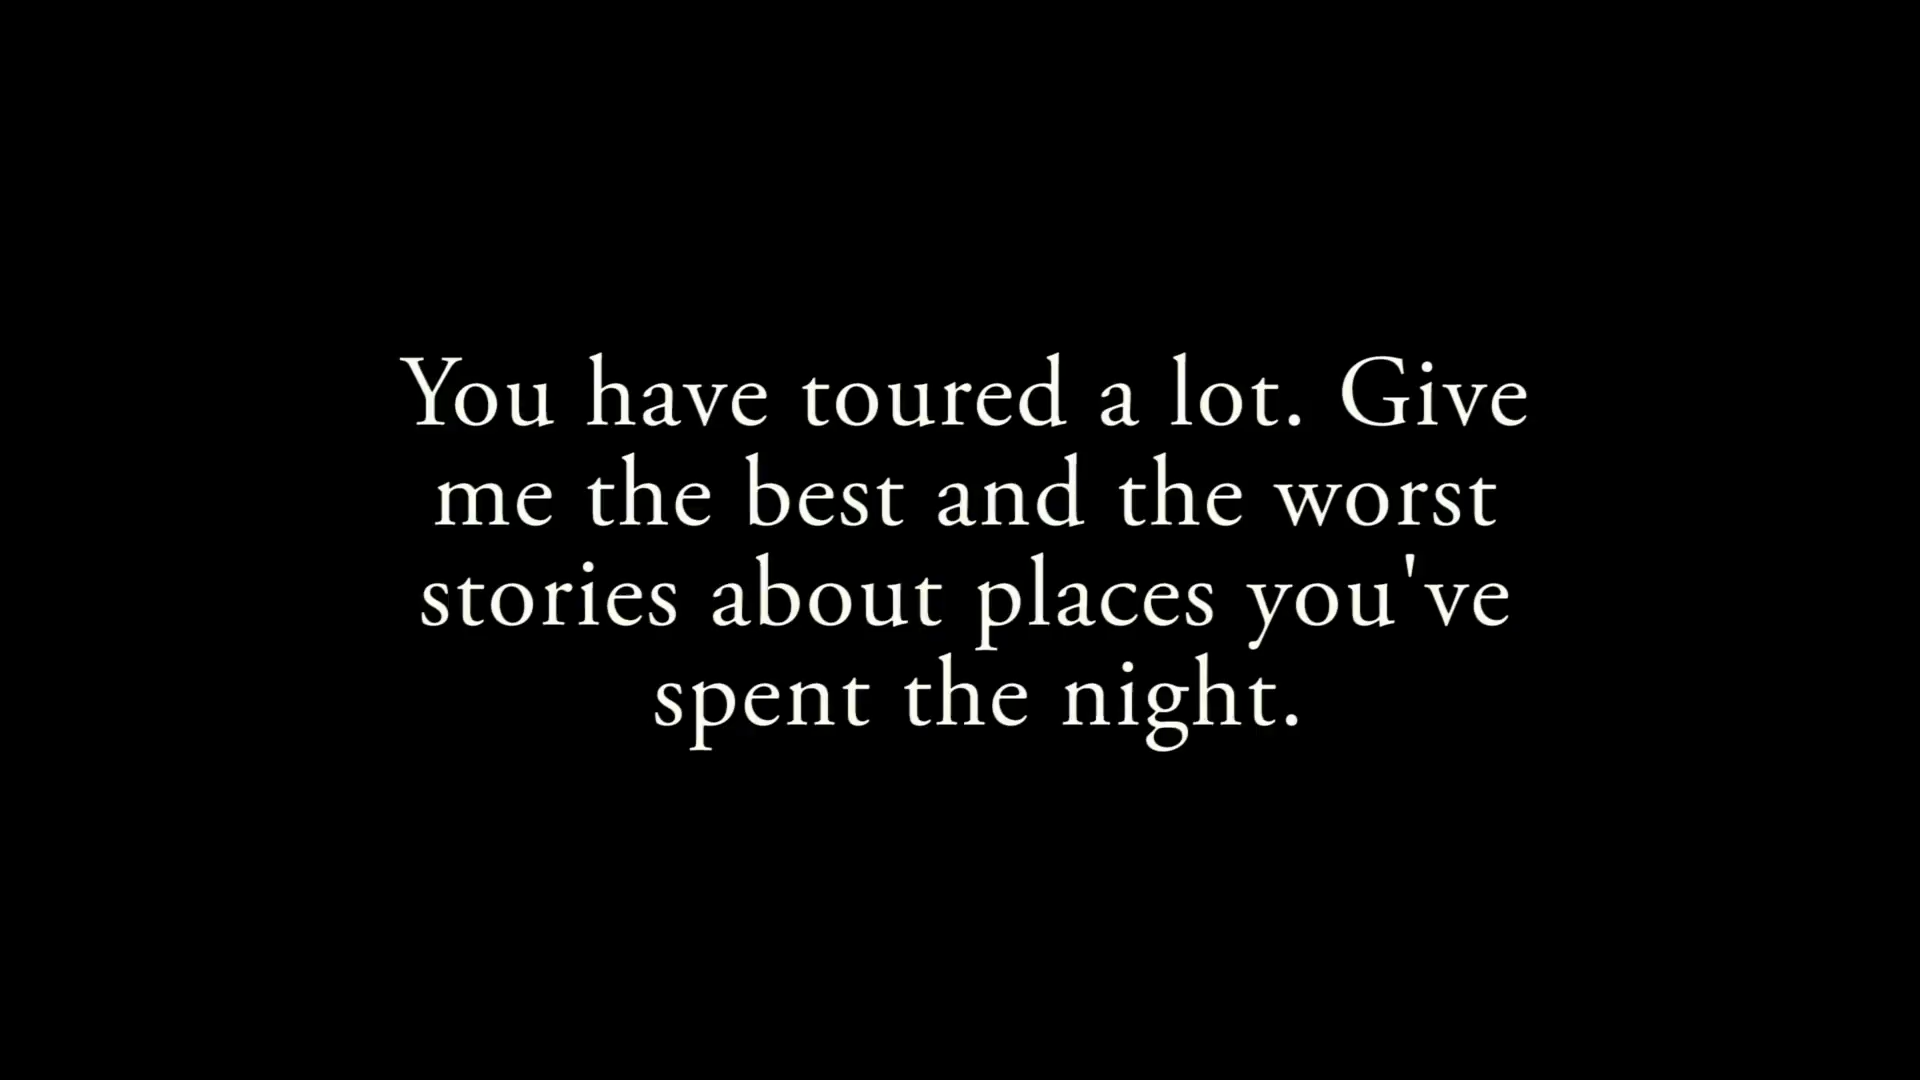 You have toured a lot. Give
me the best and the worst
stories about places you've
spent the night.